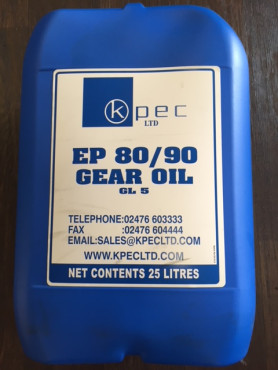 kpec
LTD
EP 80/90
GEAR OIL
GL 5
TELEPHONE:02476 603333
FAX :02476 604444
EMAIL:SALES@KPECLTD.COM
WWW.KPECLTD.COM
NET CONTENTS 25 LITRES